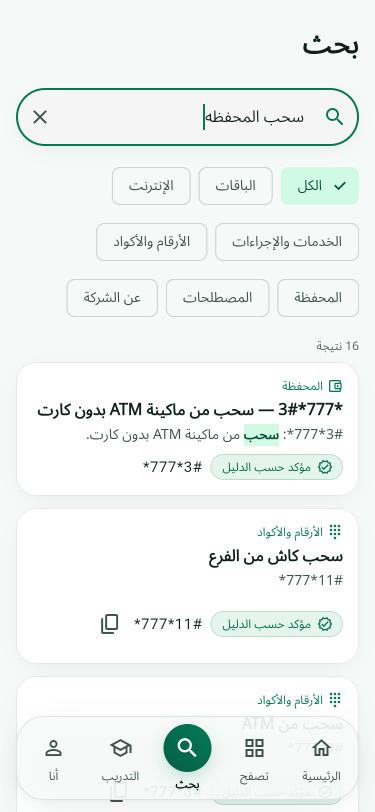 بحث
سحب المحفظه
الكل
الباقات
الإنترنت
الخدمات والإجراءات
الأرقام والأكواد
المحفظة
المصطلحات
عن الشركة
16 نتيجة
المحفظة
*777*3# — سحب من ماكينة ATM بدون كارت
*777*3#: سحب من ماكينة ATM بدون كارت.
مؤكد حسب الدليل
*777*3#
الأرقام والأكواد
سحب كاش من الفرع
*777*11#
مؤكد حسب الدليل
*777*11#
الأرقام والأكواد
سحب من ATM
الرئيسية
تصفح
بحث
التدريب
أنا